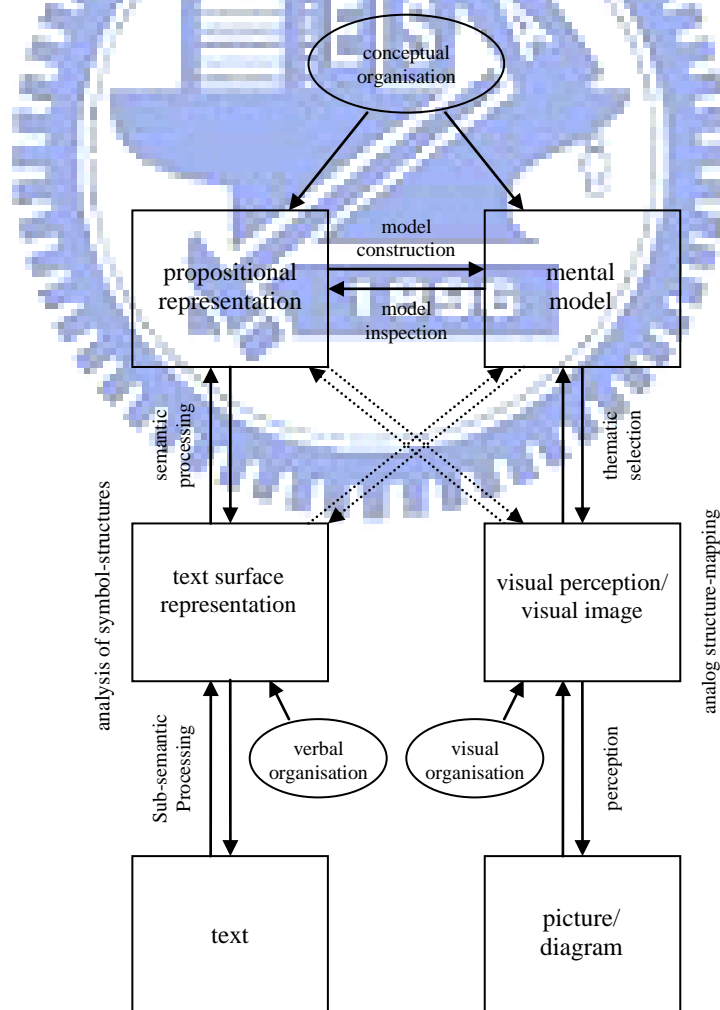 conceptual
organisation
propositional
representation
model
construction
mental
model
model
inspection
semantic
processing
thematic
selection
analysis of symbol-structures
text surface
representation
visual perception/
visual image
analog structure-mapping
Sub-semantic
Processing
verbal
organisation
visual
organisation
perception
text
picture/
diagram